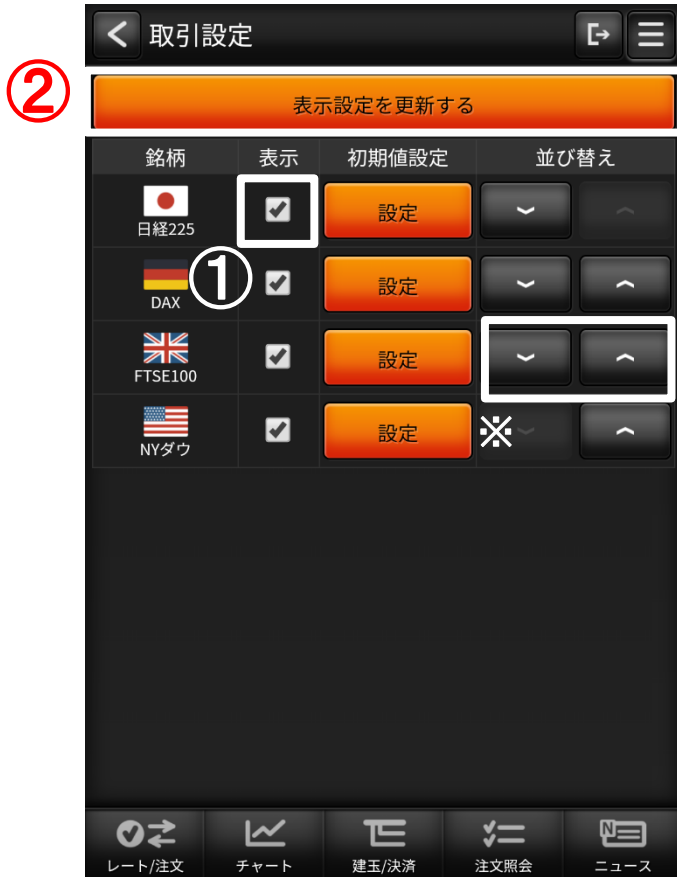 取引設定
②
表示設定を更新する
銘柄 表示 初期値設定 並び替え
日経225 設定
①
DAX 設定
FTSE100 設定
NYダウ 設定 ※
レート/注文 チャート 建玉/決済 注文照会 ニュース